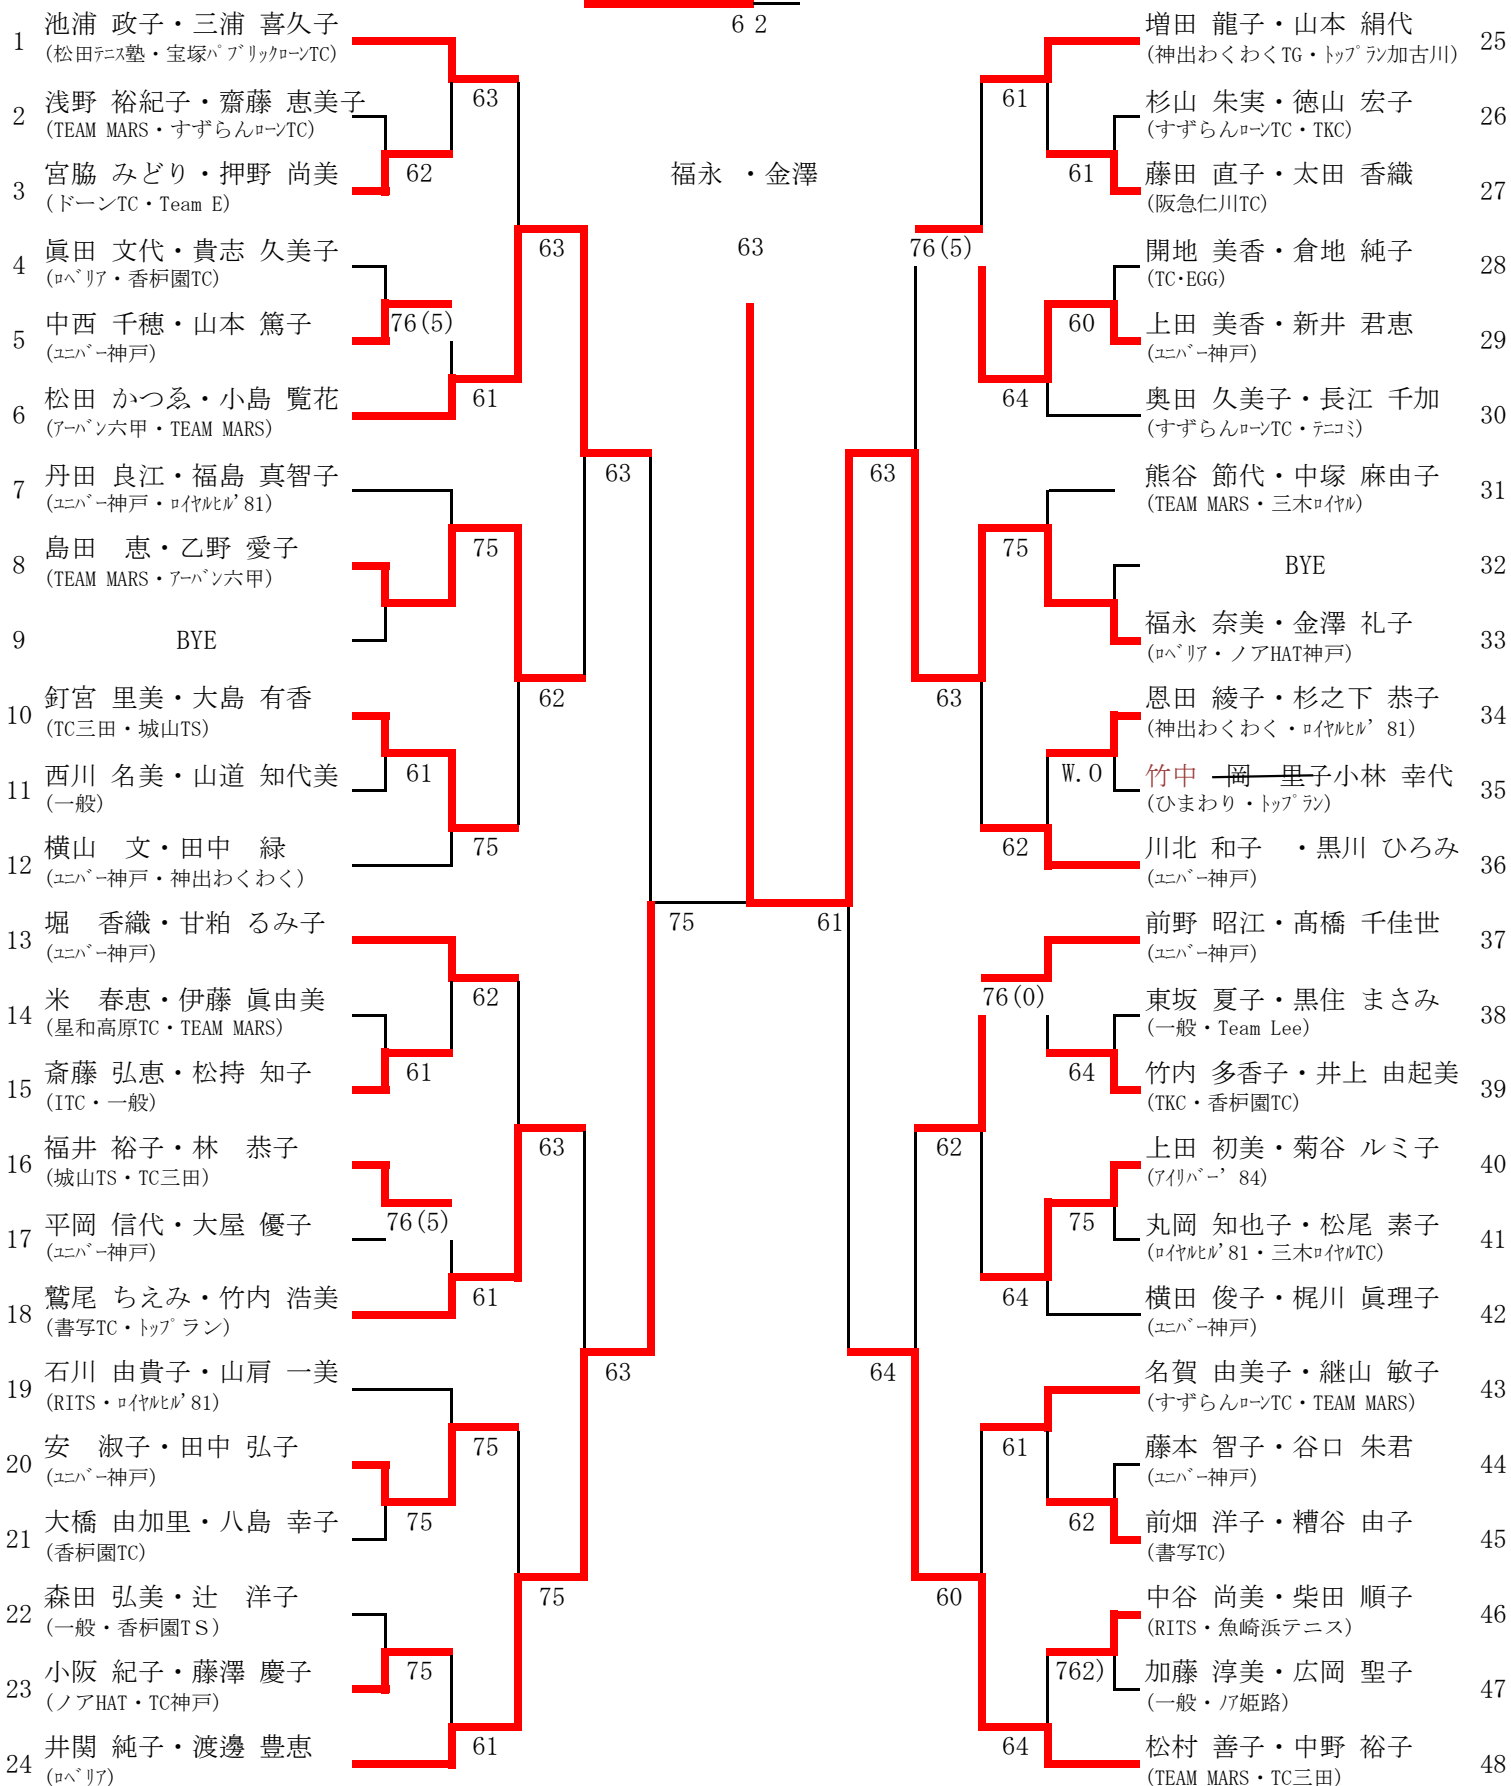 62
1 池浦 政子・三浦 喜久子
(松田テニス塾・宝塚パブリックローンTC)
63
2 浅野 裕紀子・齋藤 恵美子
(TEAM MARS・すずらんローンTC)
62
3 宮脇 みどり・押野 尚美
(ドーンTC・Team E)
63
4 眞田 文代・貴志 久美子
(ロベリア・香枦園TC)
76(5)
5 中西 千穂・山本 篤子
(ユニバー神戸)
61
6 松田 かつゑ・小島 覧花
(アーバン六甲・TEAM MARS)
63
7 丹田 良江・福島 真智子
(ユニバー神戸・ロイヤルヒル'81)
75
8 島田 恵・乙野 愛子
(TEAM MARS・アーバン六甲)
9 BYE
62
10 釘宮 里美・大島 有香
(TC三田・城山TS)
61
11 西川 名美・山道 知代美
(一般)
75
12 横山 文・田中 緑
(ユニバー神戸・神出わくわく)
75
13 堀 香織・甘粕 るみ子
(ユニバー神戸)
62
14 米 春恵・伊藤 眞由美
(星和高原TC・TEAM MARS)
61
15 斎藤 弘恵・松持 知子
(ITC・一般)
63
16 福井 裕子・林 恭子
(城山TS・TC三田)
76(5)
17 平岡 信代・大屋 優子
(ユニバー神戸)
61
18 鷲尾 ちえみ・竹内 浩美
(書写TC・トップラン)
63
19 石川 由貴子・山肩 一美
(RITS・ロイヤルヒル'81)
75
20 安 淑子・田中 弘子
(ユニバー神戸)
75
21 大橋 由加里・八島 幸子
(香枦園TC)
75
22 森田 弘美・辻 洋子
(一般・香枦園TS)
75
23 小阪 紀子・藤澤 慶子
(ノアHAT・TC神戸)
61
24 井関 純子・渡邊 豊恵
(ロベリア)
福永 ・金澤
63
増田 龍子・山本 絹代 25
(神出わくわくTG・トップラン加古川)
61
杉山 朱実・徳山 宏子 26
(すずらんローンTC・TKC)
61
藤田 直子・太田 香織 27
(阪急仁川TC)
76(5)
開地 美香・倉地 純子 28
(TC・EGG)
60
上田 美香・新井 君恵 29
(ユニバー神戸)
64
奥田 久美子・長江 千加 30
(すずらんローンTC・テニコミ)
63
熊谷 節代・中塚 麻由子 31
(TEAM MARS・三木ロイヤル)
75
BYE 32
福永 奈美・金澤 礼子 33
(ロベリア・ノアHAT神戸)
63
恩田 綾子・杉之下 恭子 34
(神出わくわく・ロイヤルヒル'81)
W.O
竹中 岡 里子小林 幸代 35
(ひまわり・トップラン)
62
川北 和子 ・黒川 ひろみ 36
(ユニバー神戸)
61
前野 昭江・髙橋 千佳世 37
(ユニバー神戸)
76(0)
東坂 夏子・黒住 まさみ 38
(一般・Team Lee)
64
竹内 多香子・井上 由起美 39
(TKC・香枦園TC)
62
上田 初美・菊谷 ルミ子 40
(アイリバー'84)
75
丸岡 知也子・松尾 素子 41
(ロイヤルヒル'81・三木ロイヤルTC)
64
横田 俊子・梶川 眞理子 42
(ユニバー神戸)
64
名賀 由美子・継山 敏子 43
(すずらんローンTC・TEAM MARS)
61
藤本 智子・谷口 朱君 44
(ユニバー神戸)
62
前畑 洋子・糟谷 由子 45
(書写TC)
60
中谷 尚美・柴田 順子 46
(RITS・魚崎浜テニス)
762)
加藤 淳美・広岡 聖子 47
(一般・ノア姫路)
64
松村 善子・中野 裕子 48
(TEAM MARS・TC三田)